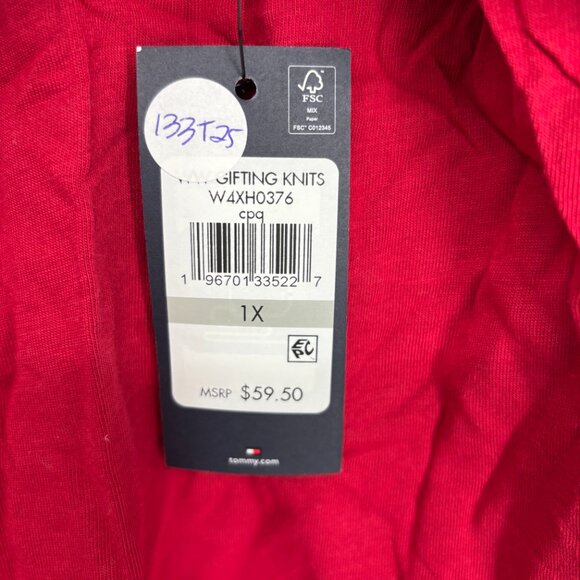 FSC
MIX
Paper
FSC® C012345
133T25
GIFTING KNITS
W4XH0376
cpq
1 96701 33522 7
1X
EPC
MSRP $59.50
tommy.com